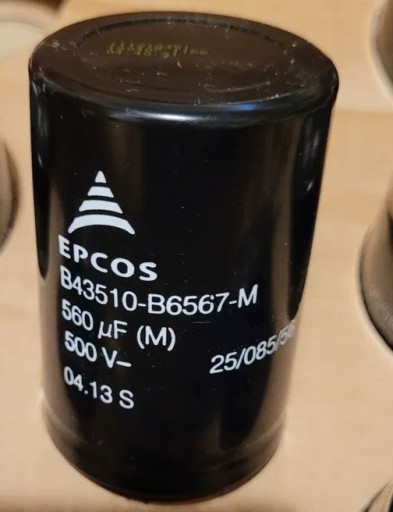 EPCOS
B43510-B6567-M
560 µF (M)
500 V–
25/085/56
04.13 S